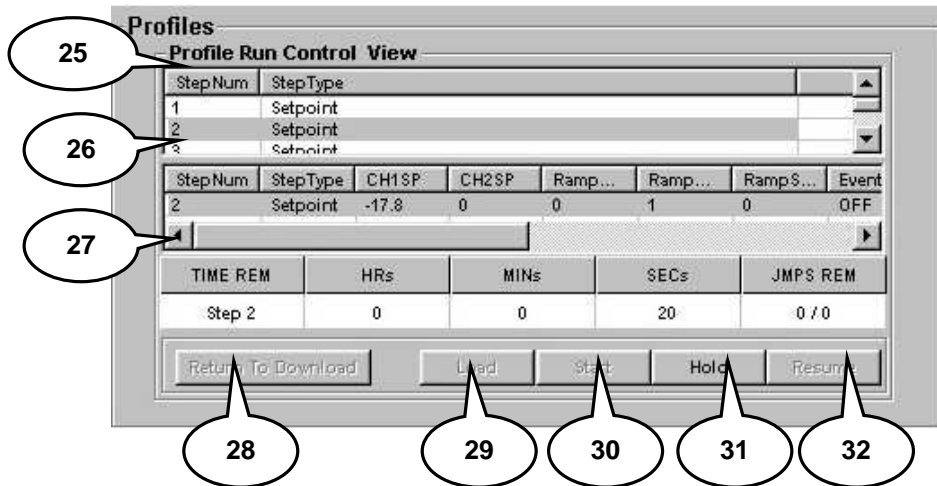 Profiles
25
Profile Run Control View
StepNum StepType
1 Setpoint
26
2 Setpoint
3 Setpoint
StepNum StepType CH1SP CH2SP Ramp... Ramp... RampS... Event
2 Setpoint -17.8 0 0 1 0 OFF
27
TIME REM HRs MINs SECs JMPS REM
Step 2 0 0 20 0 / 0
Return To Download Load Start Hold Resume
28 29 30 31 32